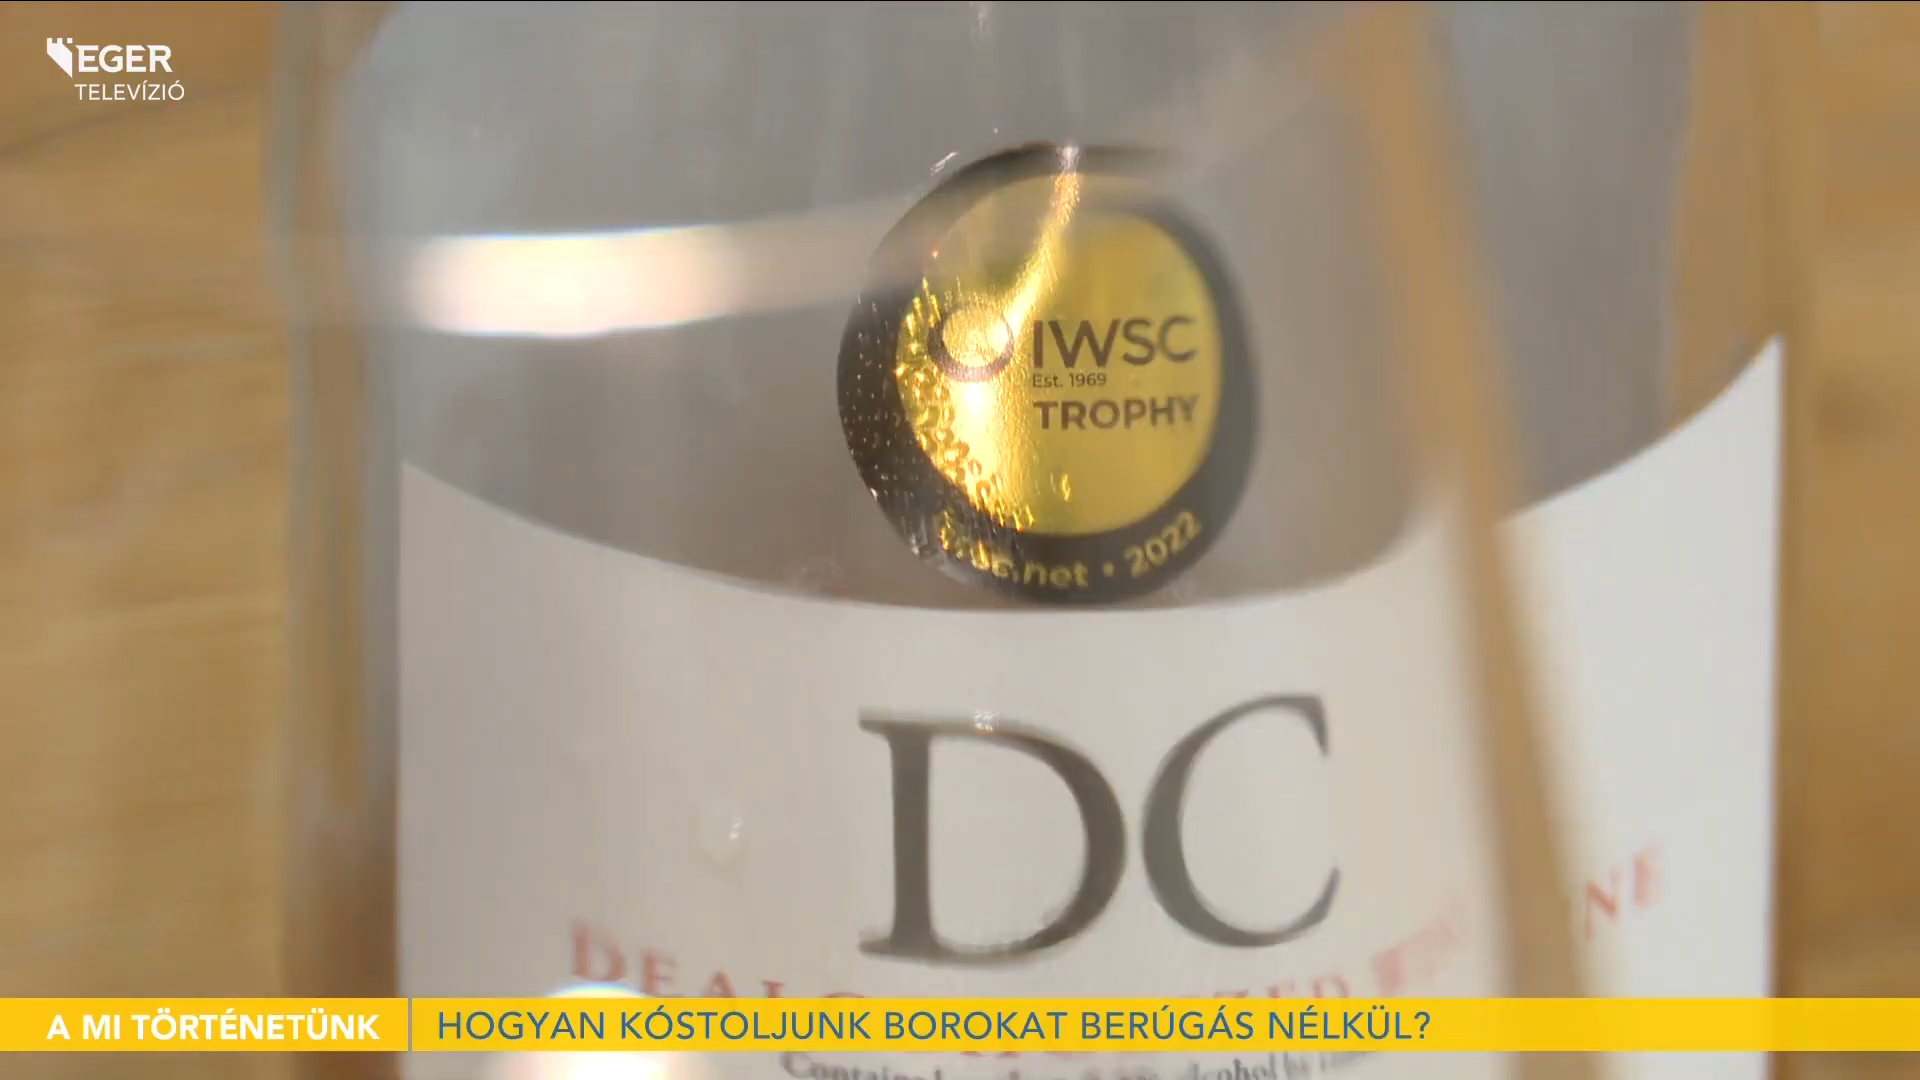 EGER
TELEVÍZIÓ
IWSC
Est. 1969
TROPHY
2022
DC
A MI TÖRTÉNETÜNK
HOGYAN KÓSTOLJUNK BOROKAT BERÚGÁS NÉLKÜL?